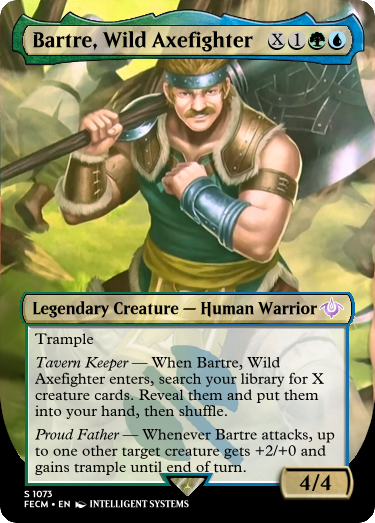 Bartre, Wild Axefighter X 1
Legendary Creature — Human Warrior
Trample
Tavern Keeper — When Bartre, Wild
Axefighter enters, search your library for X
creature cards. Reveal them and put them
into your hand, then shuffle.
Proud Father — Whenever Bartre attacks, up
to one other target creature gets +2/+0 and
gains trample until end of turn.
4/4
S 1073
FECM • EN INTELLIGENT SYSTEMS